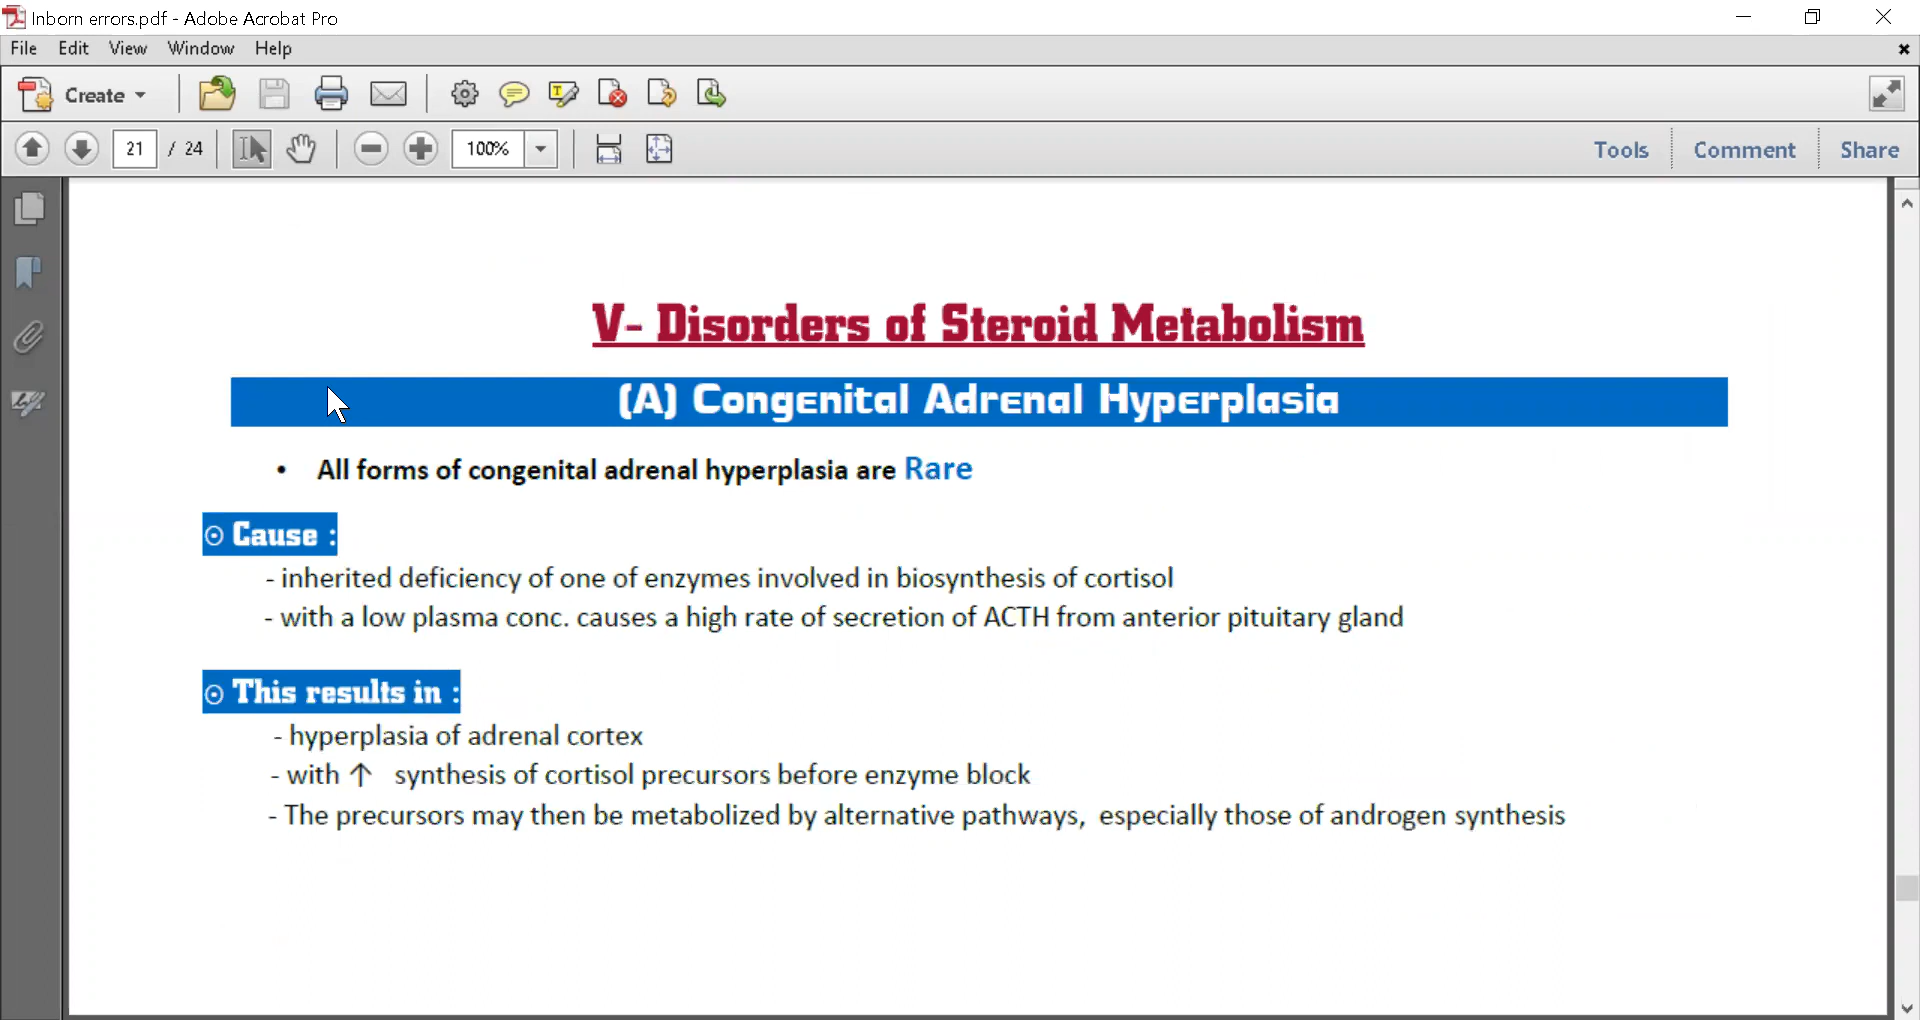 Inborn errors.pdf - Adobe Acrobat Pro
File Edit View Window Help
Create
21 / 24 100% Tools Comment Share
V- Disorders of Steroid Metabolism
(A) Congenital Adrenal Hyperplasia
• All forms of congenital adrenal hyperplasia are Rare
⊙ Cause :
- inherited deficiency of one of enzymes involved in biosynthesis of cortisol
- with a low plasma conc. causes a high rate of secretion of ACTH from anterior pituitary gland
⊙ This results in :
- hyperplasia of adrenal cortex
- with ↑ synthesis of cortisol precursors before enzyme block
- The precursors may then be metabolized by alternative pathways, especially those of androgen synthesis